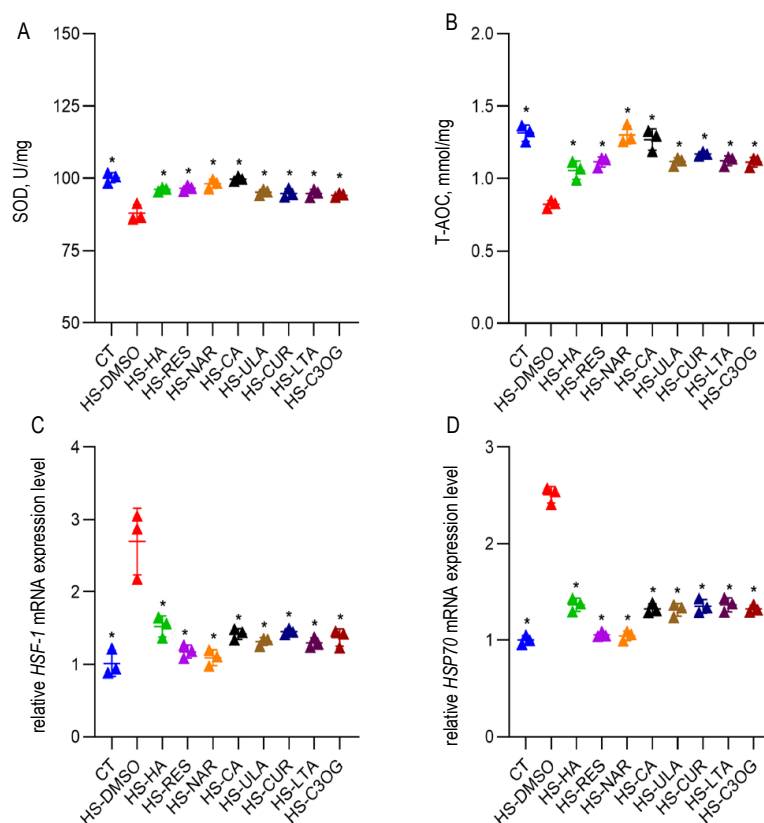 A
SOD, U/mg
150
125
100
75
50
* * * * * * * * *
CT
HS-DMSO
HS-HA
HS-RES
HS-NAR
HS-CA
HS-ULA
HS-CUR
HS-LTA
HS-C3OG
B
T-AOC, mmol/mg
2.0
1.5
1.0
0.5
0.0
* * * * * * * * *
CT
HS-DMSO
HS-HA
HS-RES
HS-NAR
HS-CA
HS-ULA
HS-CUR
HS-LTA
HS-C3OG
C
relative HSF-1 mRNA expression level
4
3
2
1
0
* * * * * * * * *
CT
HS-DMSO
HS-HA
HS-RES
HS-NAR
HS-CA
HS-ULA
HS-CUR
HS-LTA
HS-C3OG
D
relative HSP70 mRNA expression level
3
2
1
0
* * * * * * * * *
CT
HS-DMSO
HS-HA
HS-RES
HS-NAR
HS-CA
HS-ULA
HS-CUR
HS-LTA
HS-C3OG